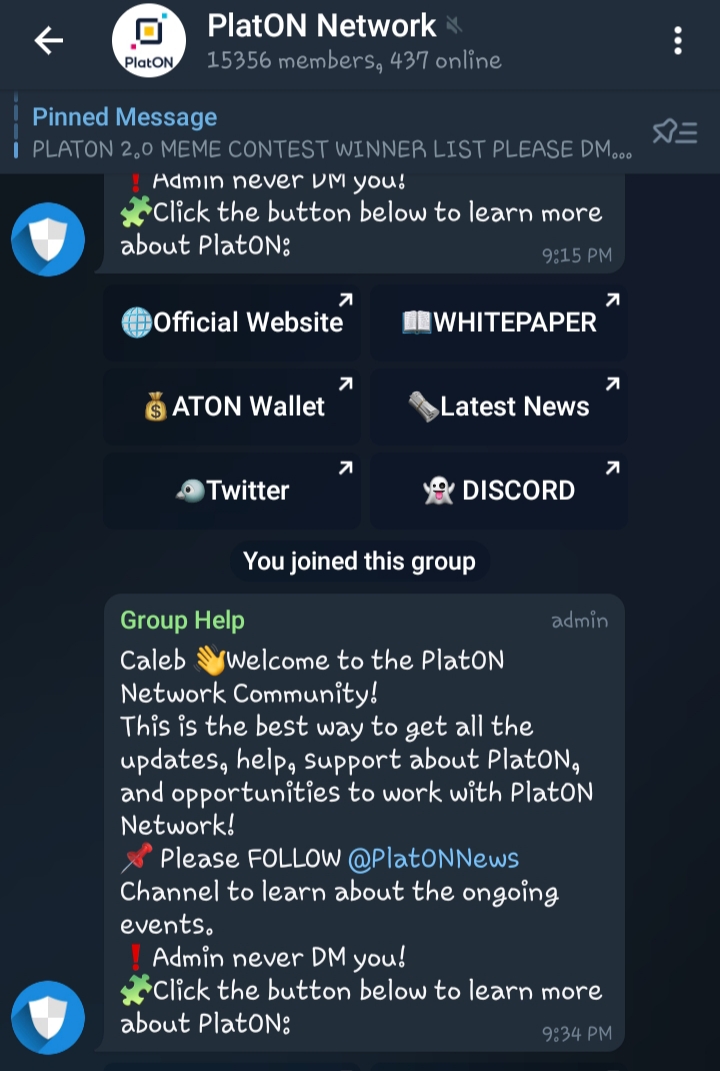 PlatON
PlatON Network
15356 members, 437 online
Pinned Message
PLATON 2.0 MEME CONTEST WINNER LIST PLEASE DM...
❗ Admin never DM you!
🧩Click the button below to learn more
about PlatON:
9:15 PM
🌐Official Website
📖WHITEPAPER
💰ATON Wallet
🗞Latest News
🐦Twitter
👻 DISCORD
You joined this group
Group Help
admin
Caleb 👋Welcome to the PlatON
Network Community!
This is the best way to get all the
updates, help, support about PlatON,
and opportunities to work with PlatON
Network!
📌 Please FOLLOW @PlatONNews
Channel to learn about the ongoing
events.
❗ Admin never DM you!
🧩Click the button below to learn more
about PlatON:
9:34 PM